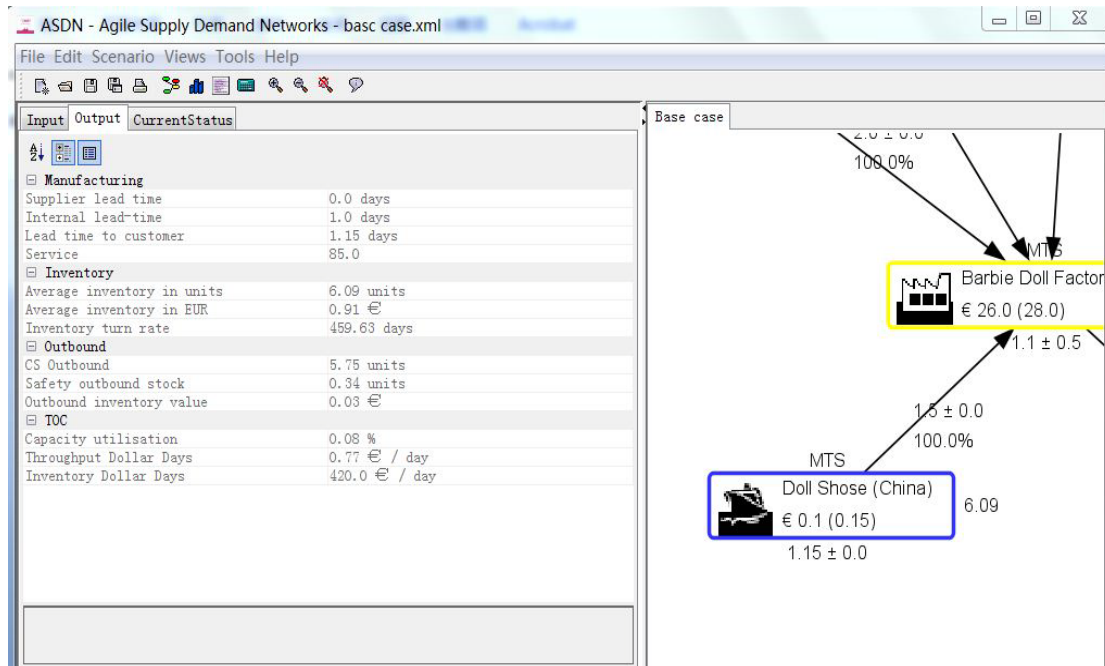 ASDN - Agile Supply Demand Networks - basc case.xml
File Edit Scenario Views Tools Help
Input Output CurrentStatus
Manufacturing
Supplier lead time 0.0 days
Internal lead-time 1.0 days
Lead time to customer 1.15 days
Service 85.0
Inventory
Average inventory in units 6.09 units
Average inventory in EUR 0.91 €
Inventory turn rate 459.63 days
Outbound
CS Outbound 5.75 units
Safety outbound stock 0.34 units
Outbound inventory value 0.03 €
TOC
Capacity utilisation 0.08 %
Throughput Dollar Days 0.77 € / day
Inventory Dollar Days 420.0 € / day
Base case
2.0 ± 0.0
100.0%
MTS
Barbie Doll Factor
€ 26.0 (28.0)
1.1 ± 0.5
1.5 ± 0.0
100.0%
MTS
Doll Shose (China)
€ 0.1 (0.15)
6.09
1.15 ± 0.0